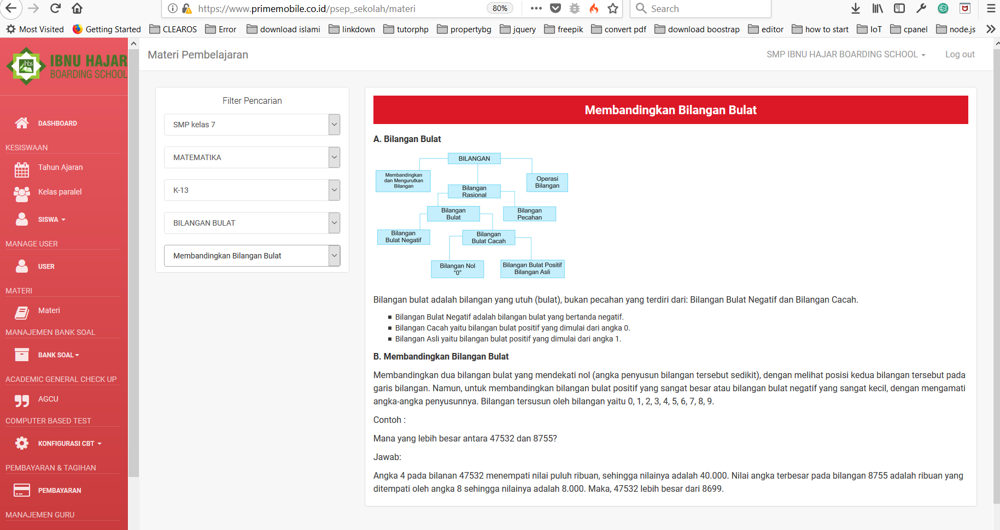 https://www.primemobile.co.id/psep_sekolah/materi
80%
Search
Most Visited
Getting Started
CLEAROS
Error
download islami
linkdown
tutorphp
propertybg
jquery
freepik
convert pdf
download boostrap
editor
how to start
IoT
cpanel
node.js
ihbs
IBNU HAJAR
BOARDING SCHOOL
DASHBOARD
KESISWAAN
Tahun Ajaran
Kelas paralel
SISWA
MANAGE USER
USER
MATERI
Materi
MANAJEMEN BANK SOAL
BANK SOAL
ACADEMIC GENERAL CHECK UP
AGCU
COMPUTER BASED TEST
KONFIGURASI CBT
PEMBAYARAN & TAGIHAN
PEMBAYARAN
MANAJEMEN GURU
Materi Pembelajaran
SMP IBNU HAJAR BOARDING SCHOOL
Log out
Filter Pencarian
SMP kelas 7
MATEMATIKA
K-13
BILANGAN BULAT
Membandingkan Bilangan Bulat
Membandingkan Bilangan Bulat
A. Bilangan Bulat
BILANGAN
Membandingkan
dan Mengurutkan
Bilangan
Operasi
Bilangan
Bilangan
Rasional
Bilangan
Bulat
Bilangan
Pecahan
Bilangan
Bulat Negatif
Bilangan
Bulat Cacah
Bilangan Nol
"0"
Bilangan Bulat Positif
Bilangan Asli
Bilangan bulat adalah bilangan yang utuh (bulat), bukan pecahan yang terdiri dari: Bilangan Bulat Negatif dan Bilangan Cacah.
Bilangan Bulat Negatif adalah bilangan bulat yang bertanda negatif.
Bilangan Cacah yaitu bilangan bulat positif yang dimulai dari angka 0.
Bilangan Asli yaitu bilangan bulat positif yang dimulai dari angka 1.
B. Membandingkan Bilangan Bulat
Membandingkan dua bilangan bulat yang mendekati nol (angka penyusun bilangan tersebut sedikit), dengan melihat posisi kedua bilangan tersebut pada
garis bilangan. Namun, untuk membandingkan bilangan bulat positif yang sangat besar atau bilangan bulat negatif yang sangat kecil, dengan mengamati
angka-angka penyusunnya. Bilangan tersusun oleh bilangan yaitu 0, 1, 2, 3, 4, 5, 6, 7, 8, 9.
Contoh :
Mana yang lebih besar antara 47532 dan 8755?
Jawab:
Angka 4 pada bilanan 47532 menempati nilai puluh ribuan, sehingga nilainya adalah 40.000. Nilai angka terbesar pada bilangan 8755 adalah ribuan yang
ditempati oleh angka 8 sehingga nilainya adalah 8.000. Maka, 47532 lebih besar dari 8699.